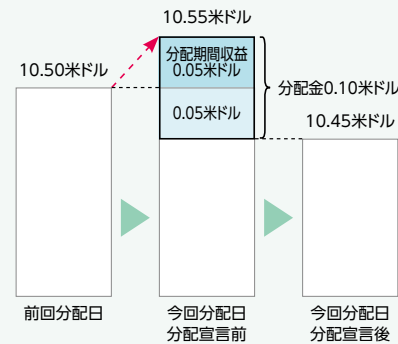 10.55米ドル
10.50米ドル
分配期間収益
0.05米ドル
0.05米ドル
分配金0.10米ドル
10.45米ドル
前回分配日
今回分配日
分配宣言前
今回分配日
分配宣言後